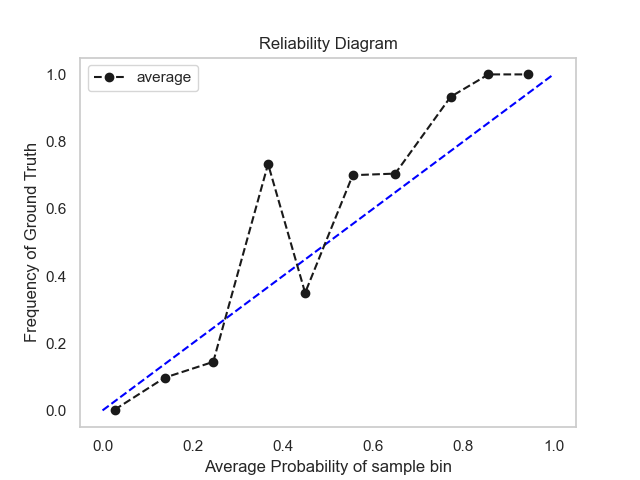 Reliability Diagram
average
Frequency of Ground Truth
1.0
0.8
0.6
0.4
0.2
0.0
0.0 0.2 0.4 0.6 0.8 1.0
Average Probability of sample bin